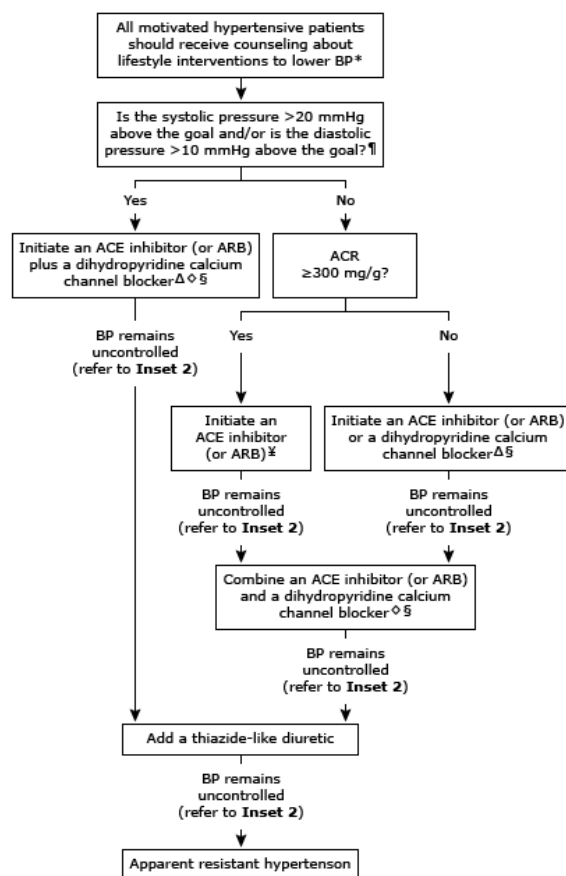 All motivated hypertensive patients
should receive counseling about
lifestyle interventions to lower BP*
Is the systolic pressure >20 mmHg
above the goal and/or is the diastolic
pressure >10 mmHg above the goal?¶
Yes
No
Initiate an ACE inhibitor (or ARB)
plus a dihydropyridine calcium
channel blockerΔ◇§
ACR
≥300 mg/g?
BP remains
uncontrolled
(refer to Inset 2)
Yes
No
Initiate an
ACE inhibitor
(or ARB)¥
Initiate an ACE inhibitor (or ARB)
or a dihydropyridine calcium
channel blockerΔ§
BP remains
uncontrolled
(refer to Inset 2)
BP remains
uncontrolled
(refer to Inset 2)
Combine an ACE inhibitor (or ARB)
and a dihydropyridine calcium
channel blocker◇§
BP remains
uncontrolled
(refer to Inset 2)
Add a thiazide-like diuretic
BP remains
uncontrolled
(refer to Inset 2)
Apparent resistant hypertenson